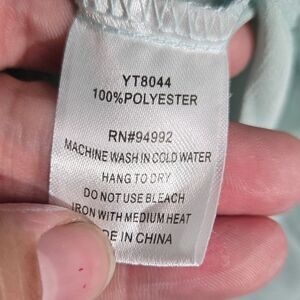 YT8044
100%POLYESTER
RN#94992
MACHINE WASH IN COLD WATER
HANG TO DRY
DO NOT USE BLEACH
IRON WITH MEDIUM HEAT
DE IN CHINA